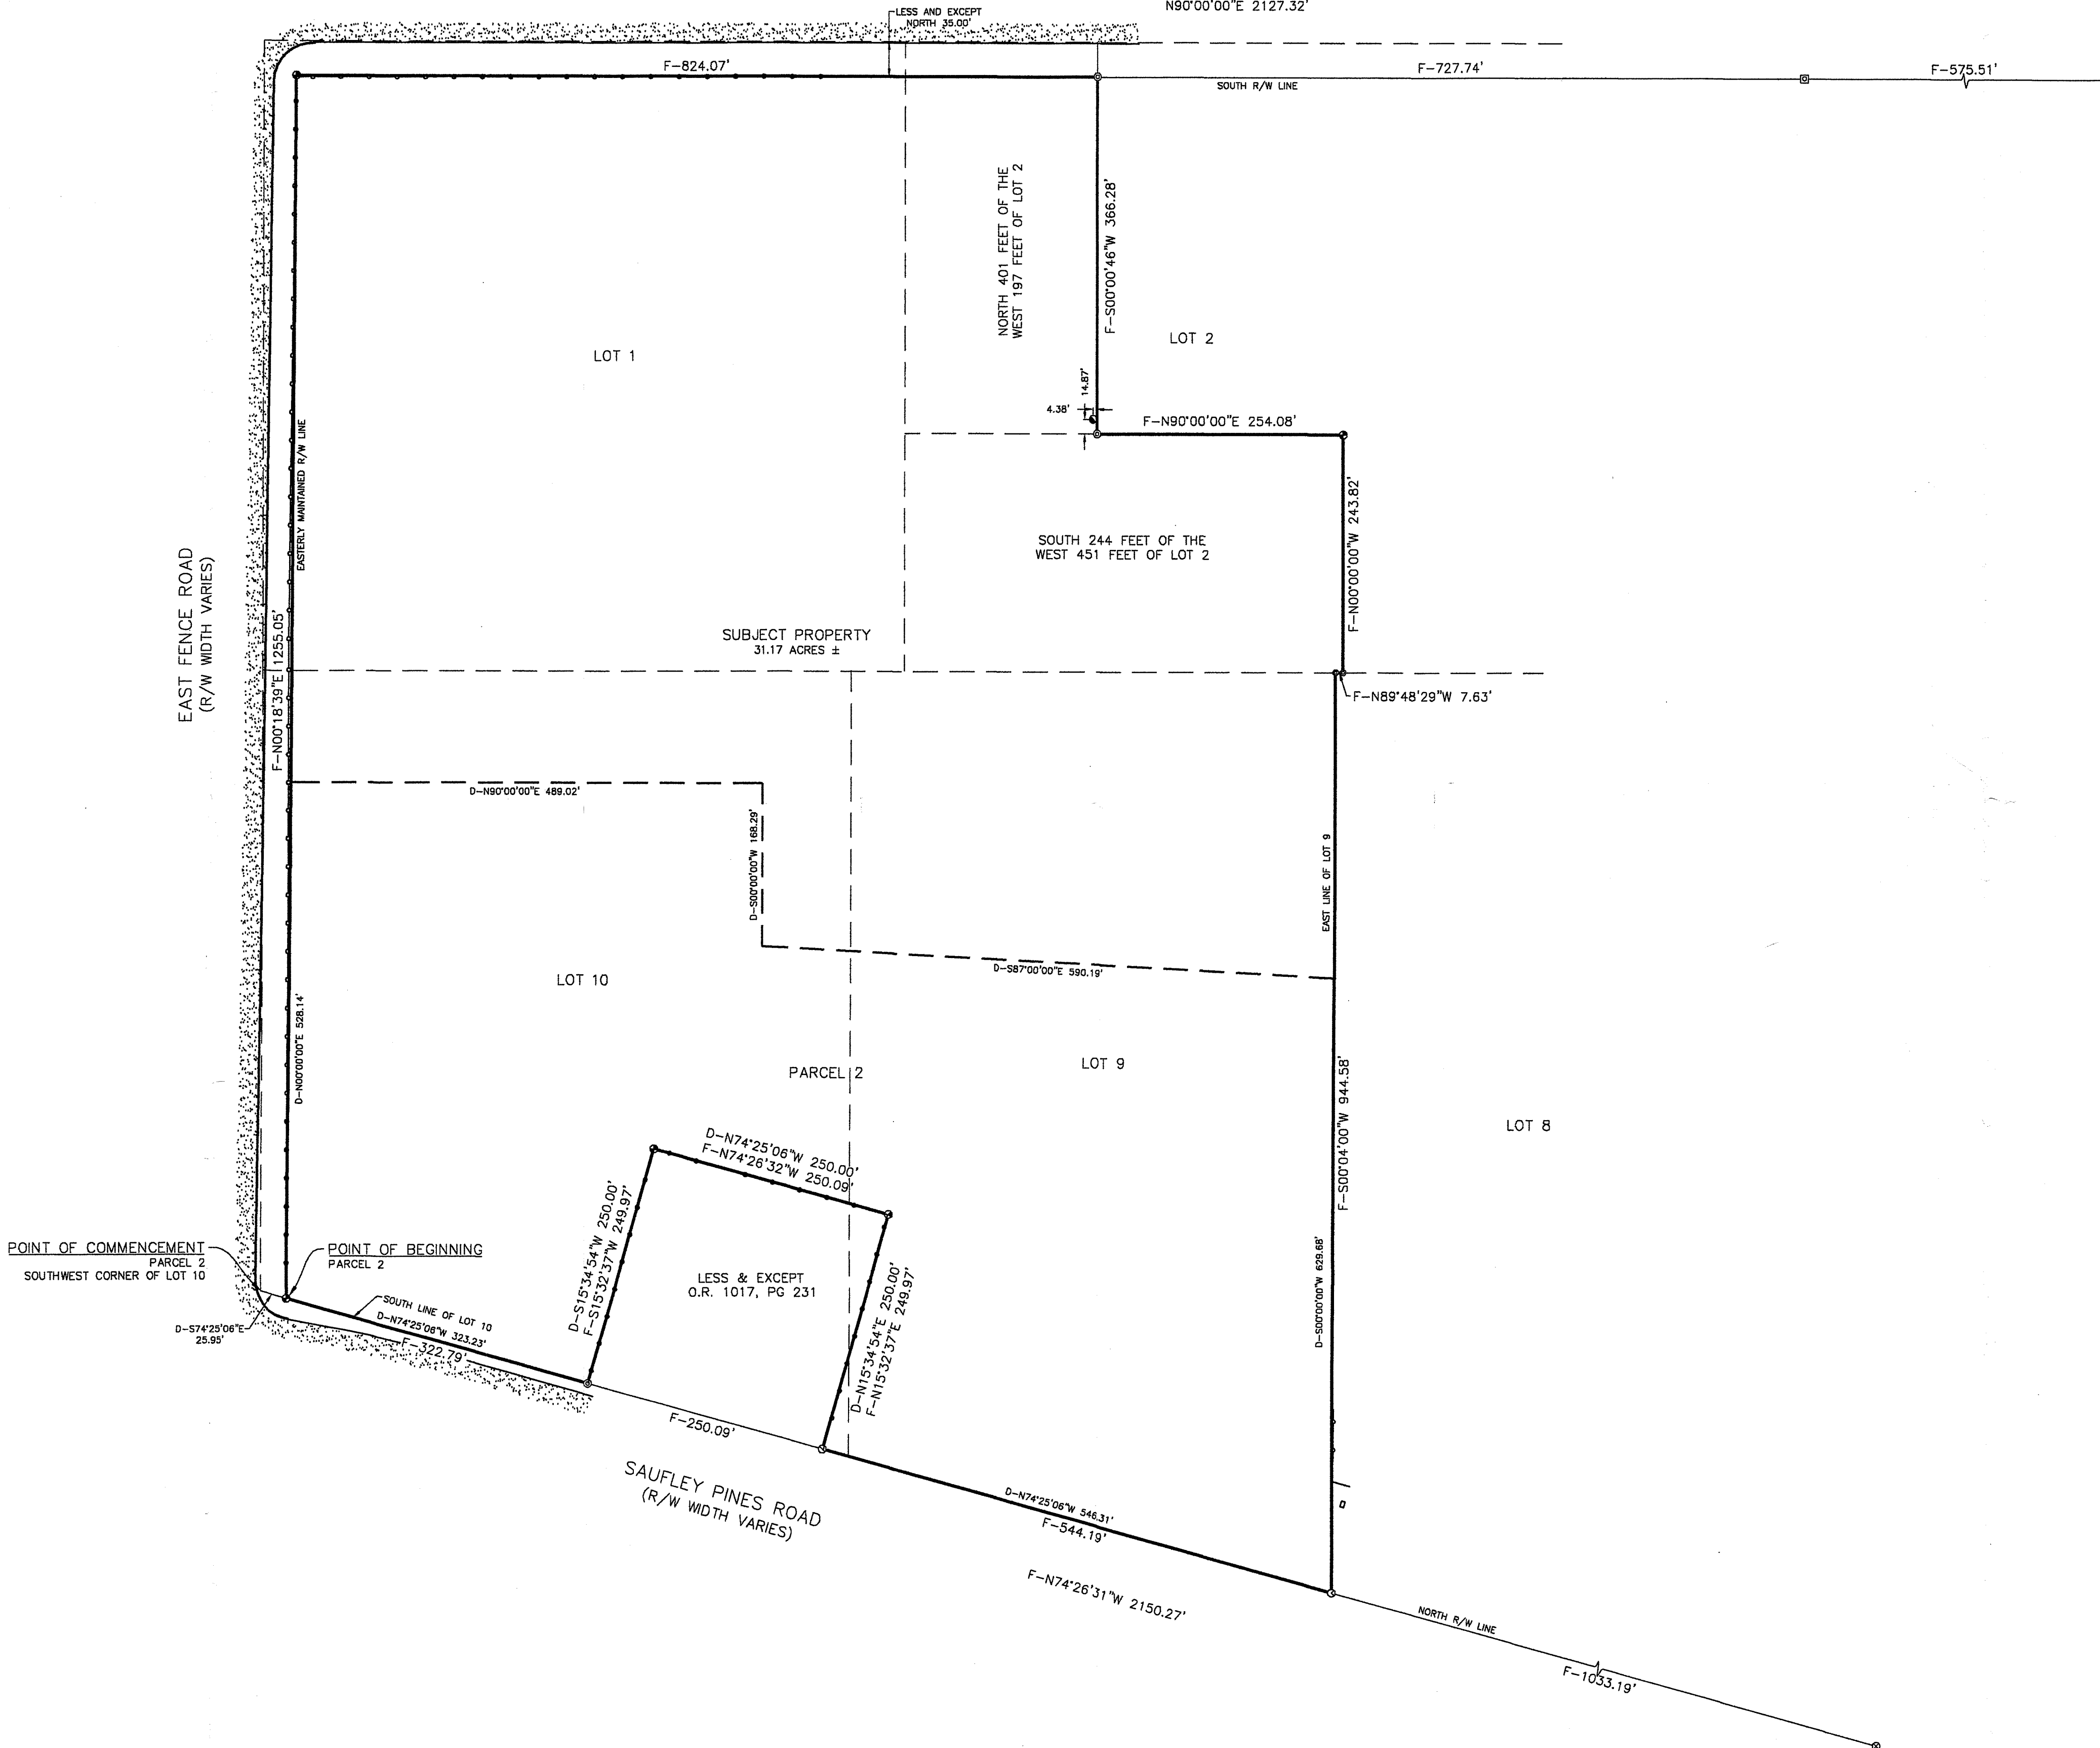 N90°00'00"E 2127.32'
LESS AND EXCEPT
NORTH 35.00'
F-824.07'
F-727.74'
F-575.51'
SOUTH R/W LINE
NORTH 401 FEET OF THE
WEST 197 FEET OF LOT 2
F-S00°00'46"W 366.28'
LOT 1
LOT 2
14.87'
4.38'
F-N90°00'00"E 254.08'
EASTERLY MAINTAINED R/W LINE
F-N00°00'00"W 243.82'
SOUTH 244 FEET OF THE
WEST 451 FEET OF LOT 2
EAST FENCE ROAD
(R/W WIDTH VARIES)
F-N00°18'39"E 1255.05'
SUBJECT PROPERTY
31.17 ACRES ±
F-N89°48'29"W 7.63'
D-N90°00'00"E 489.02'
D-S00°00'00"W 168.29'
EAST LINE OF LOT 9
D-S87°00'00"E 590.19'
LOT 10
D-N00°00'00"E 528.14'
PARCEL 2
LOT 9
F-S00°04'00"W 944.58'
LOT 8
D-N74°25'06"W 250.00'
F-N74°26'32"W 250.09'
D-S15°34'54"W 250.00'
F-S15°32'37"W 249.97'
LESS & EXCEPT
O.R. 1017, PG 231
D-N15°34'54"E 250.00'
F-N15°32'37"E 249.97'
D-S00°00'00"W 629.68'
POINT OF COMMENCEMENT
PARCEL 2
SOUTHWEST CORNER OF LOT 10
POINT OF BEGINNING
PARCEL 2
D-S74°25'06"E
25.95'
SOUTH LINE OF LOT 10
D-N74°25'06"W 323.23'
F-322.79'
F-250.09'
SAUFLEY PINES ROAD
(R/W WIDTH VARIES)
D-N74°25'06"W 546.31'
F-544.19'
F-N74°26'31"W 2150.27'
NORTH R/W LINE
F-1033.19'